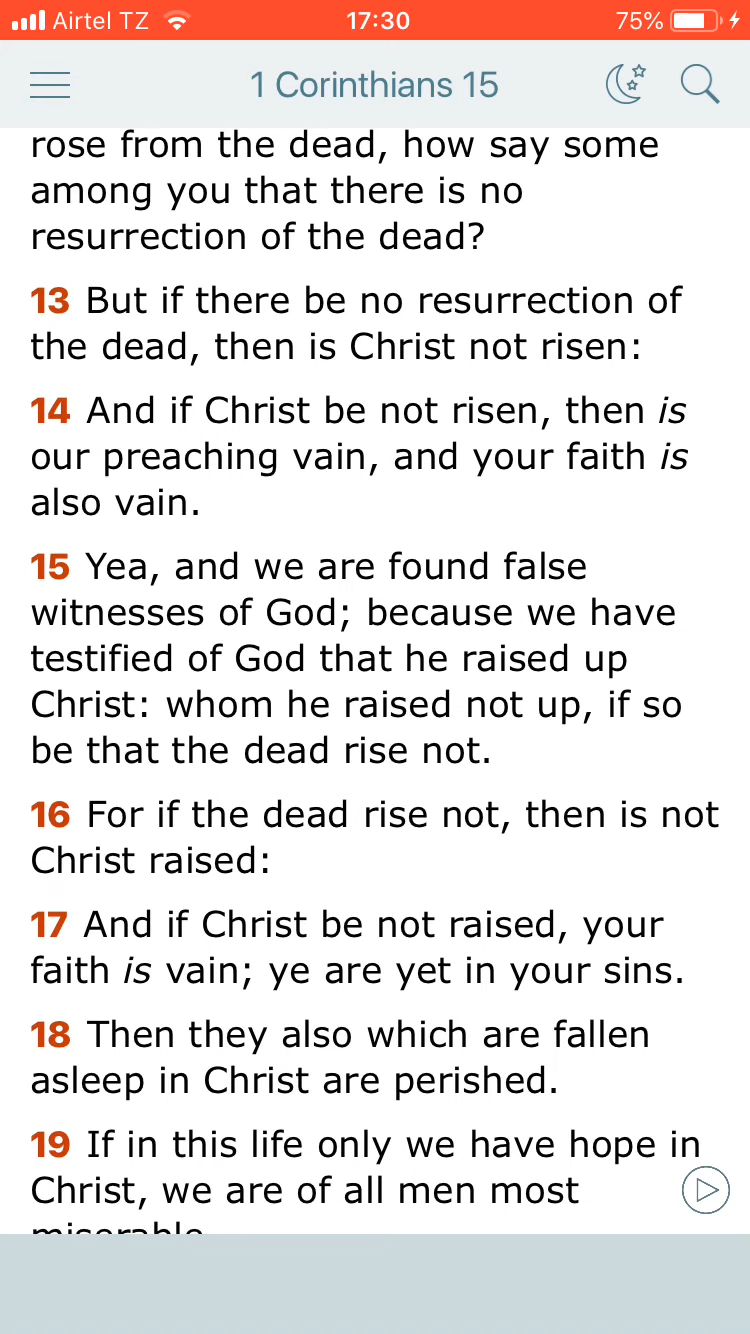 Airtel TZ 17:30 75%
1 Corinthians 15
rose from the dead, how say some
among you that there is no
resurrection of the dead?
13 But if there be no resurrection of
the dead, then is Christ not risen:
14 And if Christ be not risen, then is
our preaching vain, and your faith is
also vain.
15 Yea, and we are found false
witnesses of God; because we have
testified of God that he raised up
Christ: whom he raised not up, if so
be that the dead rise not.
16 For if the dead rise not, then is not
Christ raised:
17 And if Christ be not raised, your
faith is vain; ye are yet in your sins.
18 Then they also which are fallen
asleep in Christ are perished.
19 If in this life only we have hope in
Christ, we are of all men most
miserable